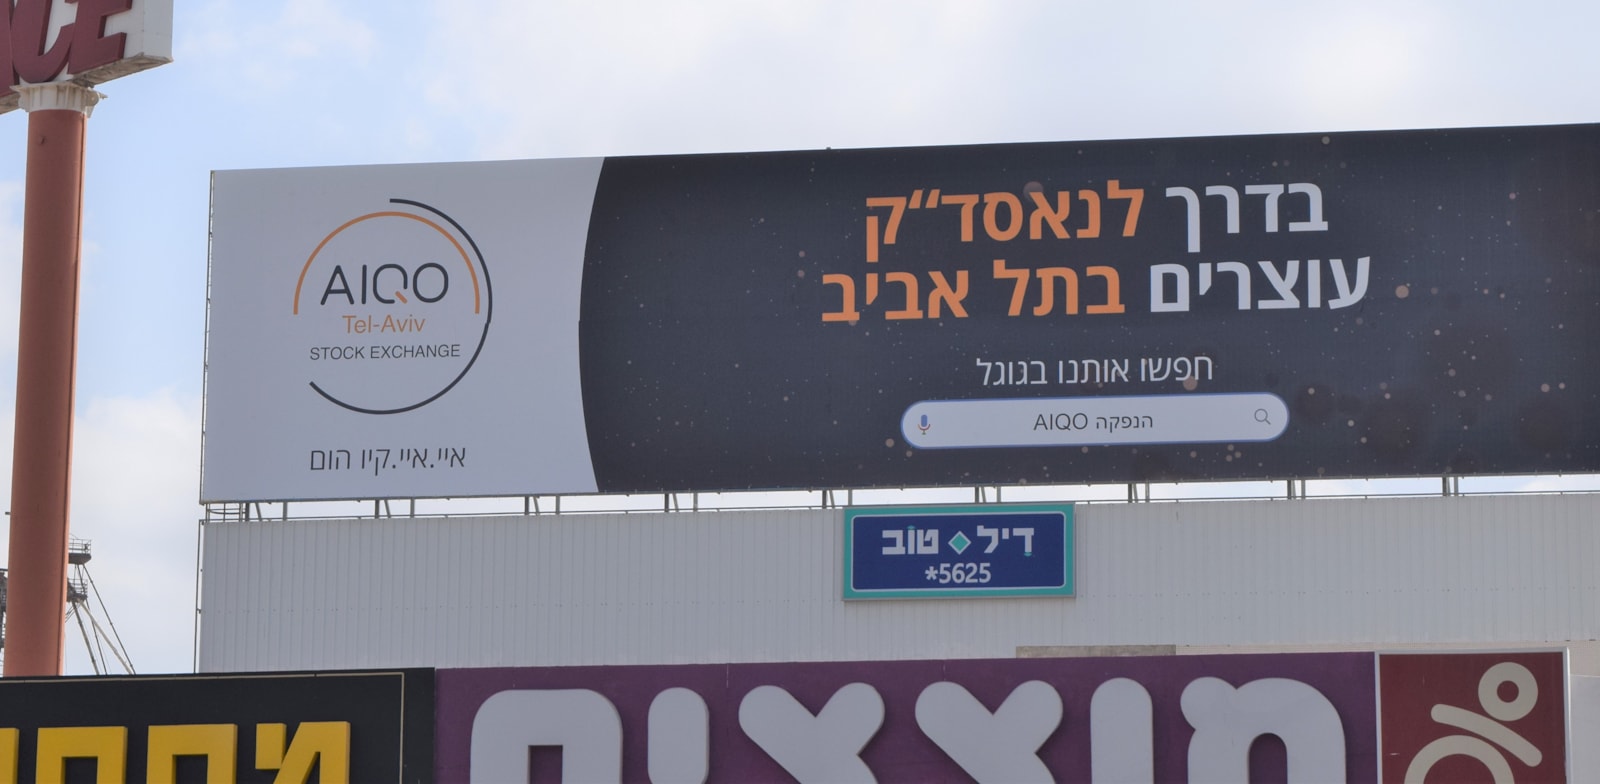 בדרך לנאסד״ק
עוצרים בתל אביב
חפשו אותנו בגוגל
הנפקה AIQO
AIQO
Tel-Aviv
STOCK EXCHANGE
איי.איי.קיו הום
דיל טוב
*5625
מוצצים
%